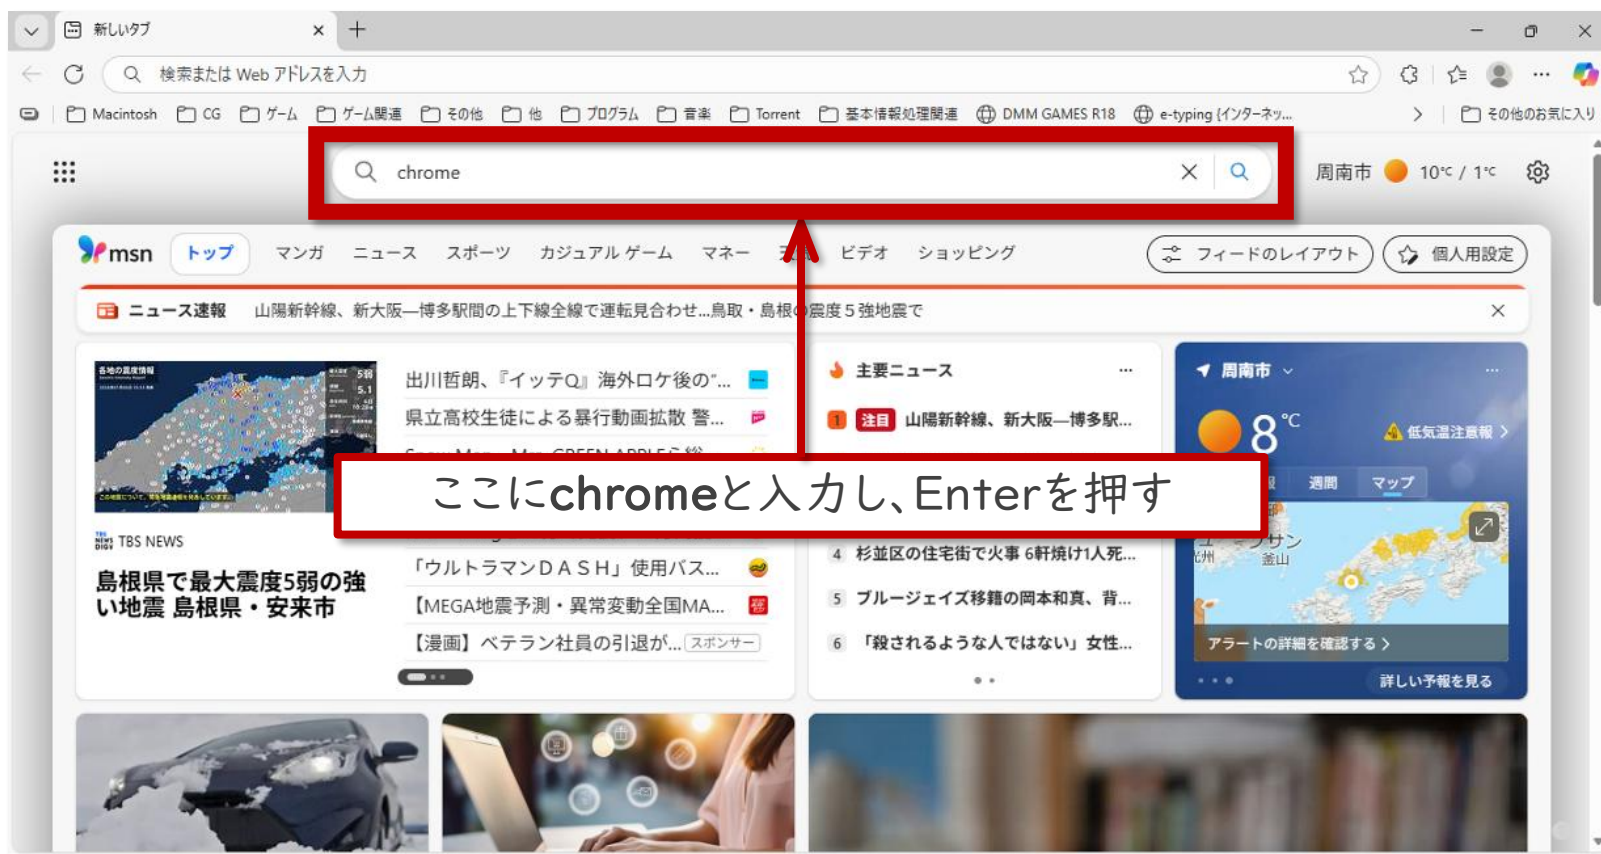 新しいタブ
検索または Web アドレスを入力
Macintosh CG ゲーム ゲーム関連 その他 他 プログラム 音楽 Torrent 基本情報処理関連 DMM GAMES R18 e-typing {インターネッ... その他のお気に入り
chrome
周南市 10℃ / 1℃
msn トップ マンガ ニュース スポーツ カジュアル ゲーム マネー ビデオ ショッピング フィードのレイアウト 個人用設定
ニュース速報 山陽新幹線、新大阪―博多駅間の上下線全線で運転見合わせ...鳥取・島根の震度５強地震で
各地の震度情報
5弱
5.1
出川哲朗、『イッテQ』海外ロケ後の“...
県立高校生徒による暴行動画拡散 警...
主要ニュース
1 注目 山陽新幹線、新大阪―博多駅...
周南市
8℃
低気温注意報
週間 マップ
ここにchromeと入力し、Enterを押す
TBS NEWS DIG TBS NEWS
島根県で最大震度5弱の強い地震 島根県・安来市
「ウルトラマンＤＡＳＨ」使用バス...
【MEGA地震予測・異常変動全国MA...
【漫画】ベテラン社員の引退が... スポンサー
4 杉並区の住宅街で火事 6軒焼け1人死...
5 ブルージェイズ移籍の岡本和真、背...
6 「殺されるような人ではない」女性...
釜山
アラートの詳細を確認する
詳しい予報を見る